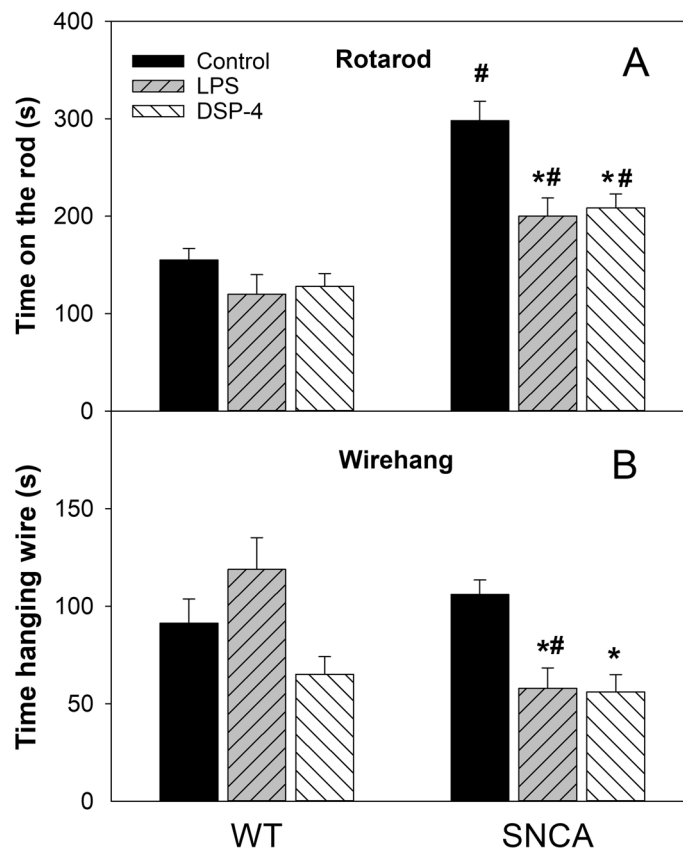 400
Control
Rotarod
A
LPS
DSP-4
300
200
100
0
Time on the rod (s)
#
*#
*#
Wirehang
B
150
100
50
0
Time hanging wire (s)
*#
*
WT
SNCA